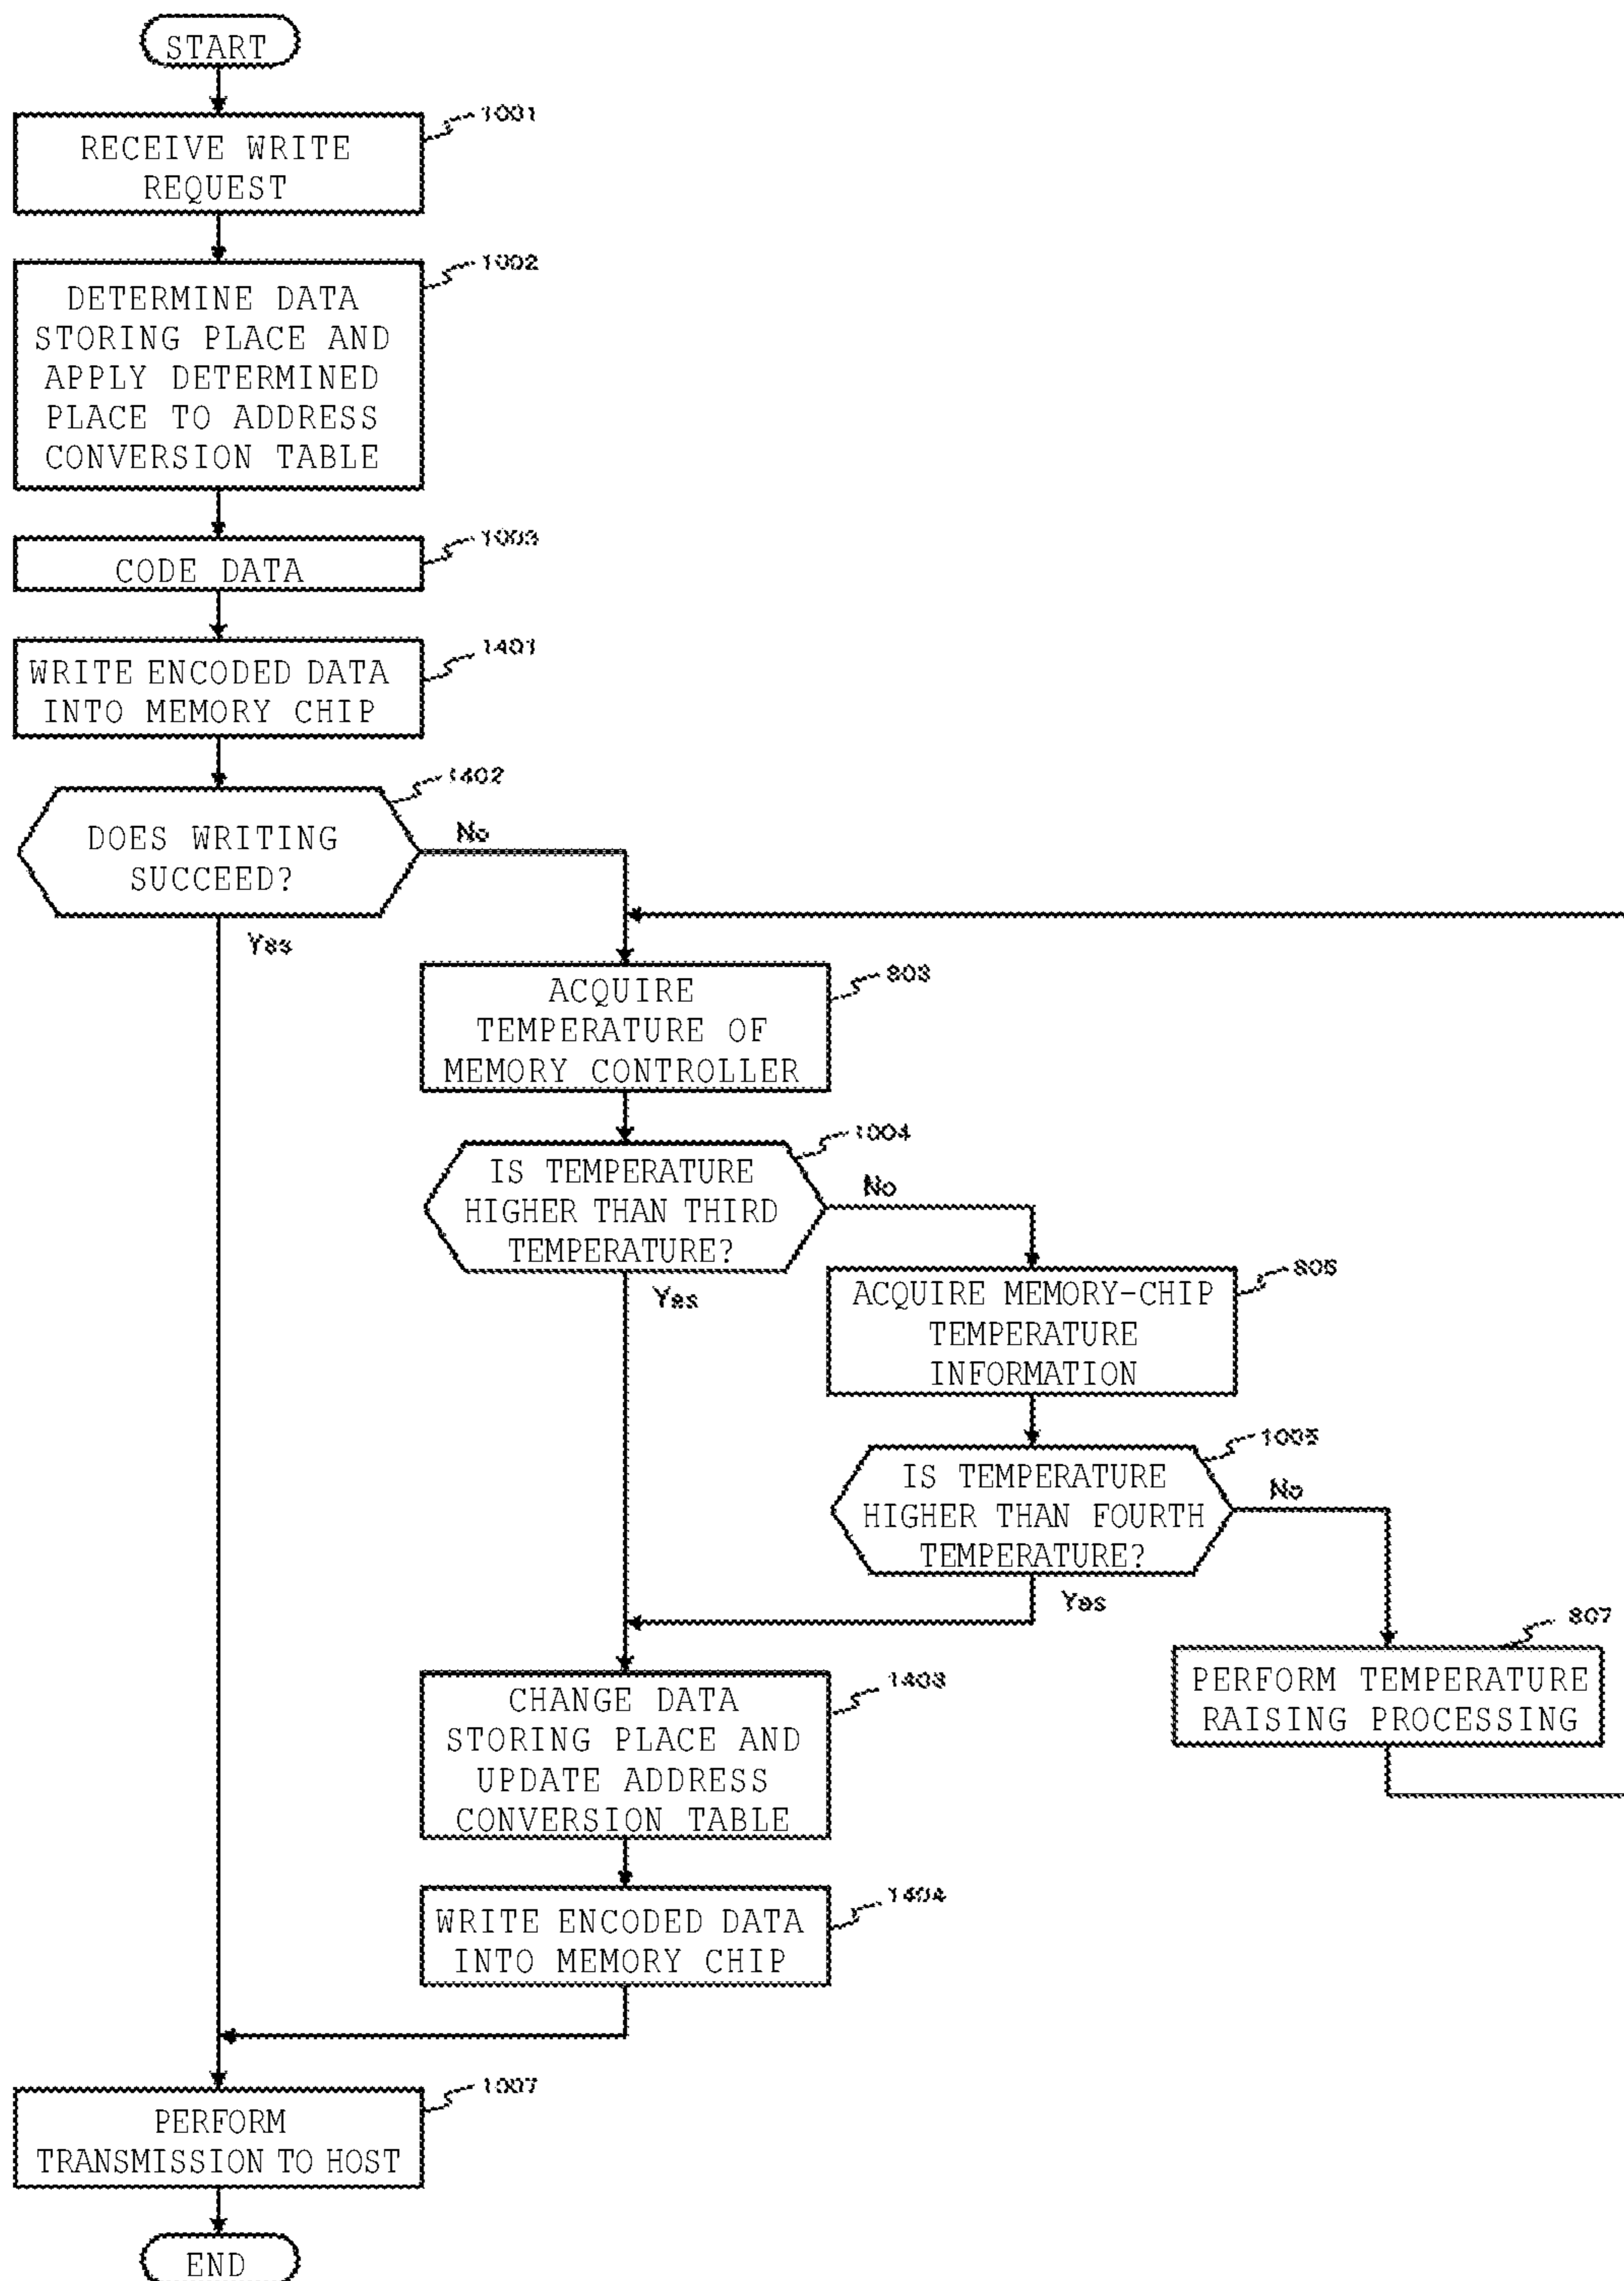 START
1001
RECEIVE WRITE
REQUEST
1002
DETERMINE DATA
STORING PLACE AND
APPLY DETERMINED
PLACE TO ADDRESS
CONVERSION TABLE
1003
CODE DATA
1401
WRITE ENCODED DATA
INTO MEMORY CHIP
1402
DOES WRITING
SUCCEED?
No
Yes
803
ACQUIRE
TEMPERATURE OF
MEMORY CONTROLLER
1004
IS TEMPERATURE
HIGHER THAN THIRD
TEMPERATURE?
No
Yes
805
ACQUIRE MEMORY-CHIP
TEMPERATURE
INFORMATION
1005
IS TEMPERATURE
HIGHER THAN FOURTH
TEMPERATURE?
No
Yes
807
PERFORM TEMPERATURE
RAISING PROCESSING
1403
CHANGE DATA
STORING PLACE AND
UPDATE ADDRESS
CONVERSION TABLE
1404
WRITE ENCODED DATA
INTO MEMORY CHIP
1007
PERFORM
TRANSMISSION TO HOST
END